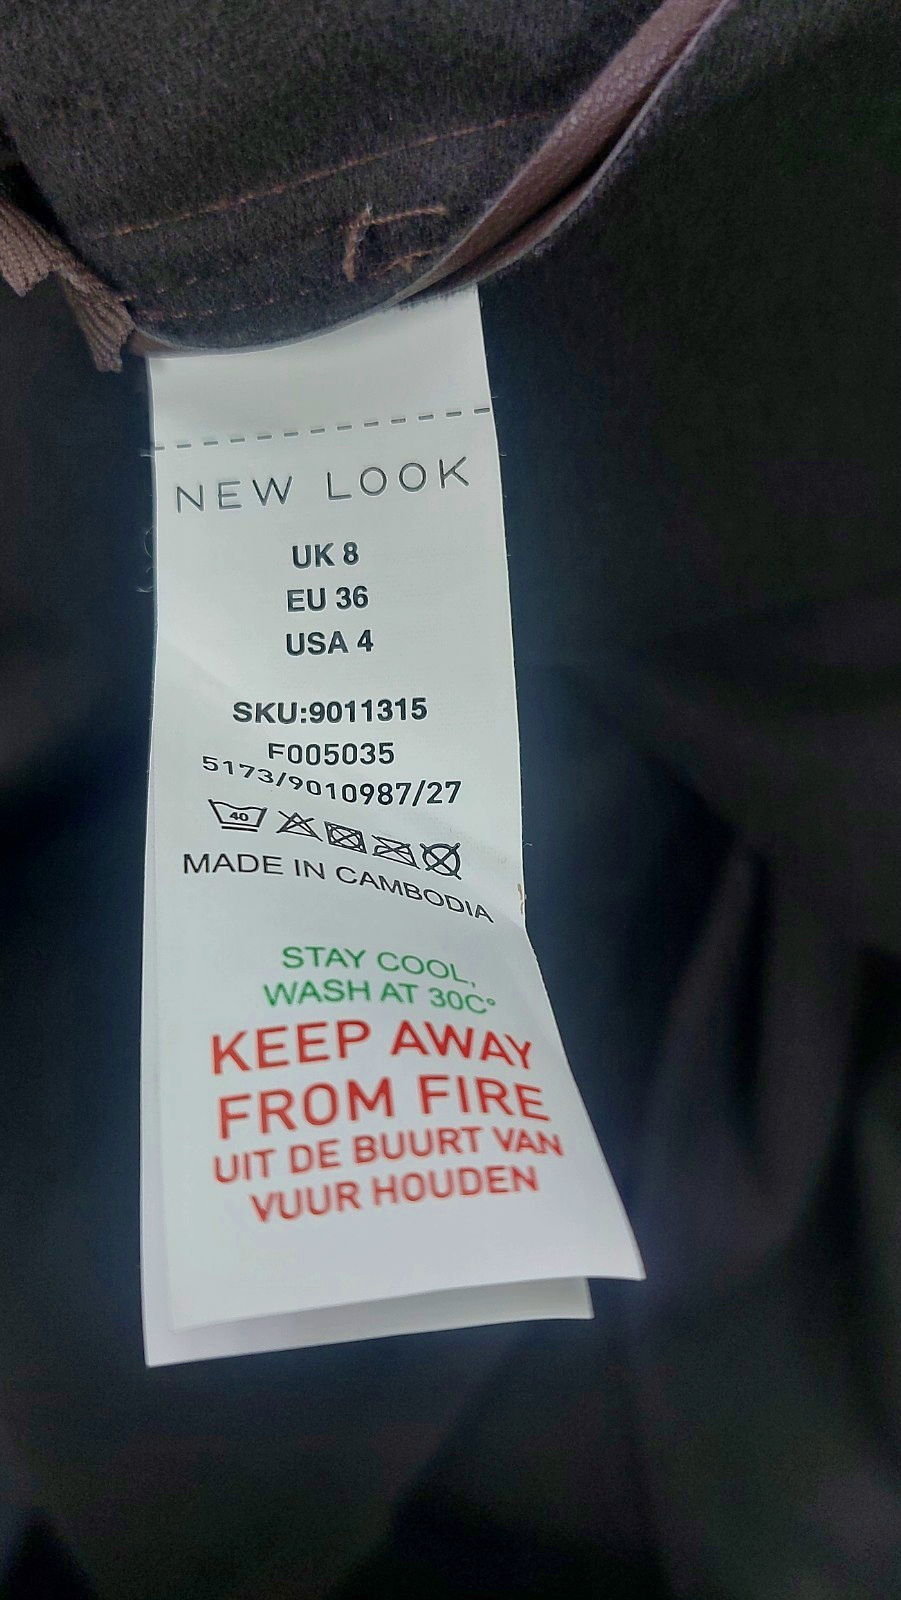 NEW LOOK
UK 8
EU 36
USA 4
SKU:9011315
F005035
5173/9010987/27
40
MADE IN CAMBODIA
STAY COOL,
WASH AT 30C°
KEEP AWAY
FROM FIRE
UIT DE BUURT VAN
VUUR HOUDEN